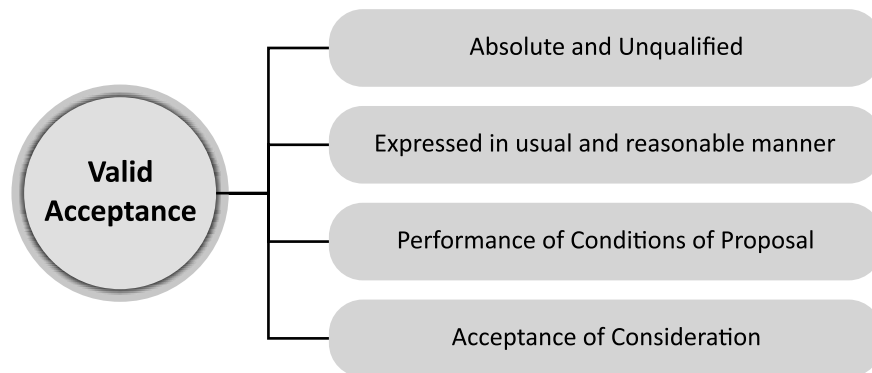 Valid
Acceptance
Absolute and Unqualified
Expressed in usual and reasonable manner
Performance of Conditions of Proposal
Acceptance of Consideration